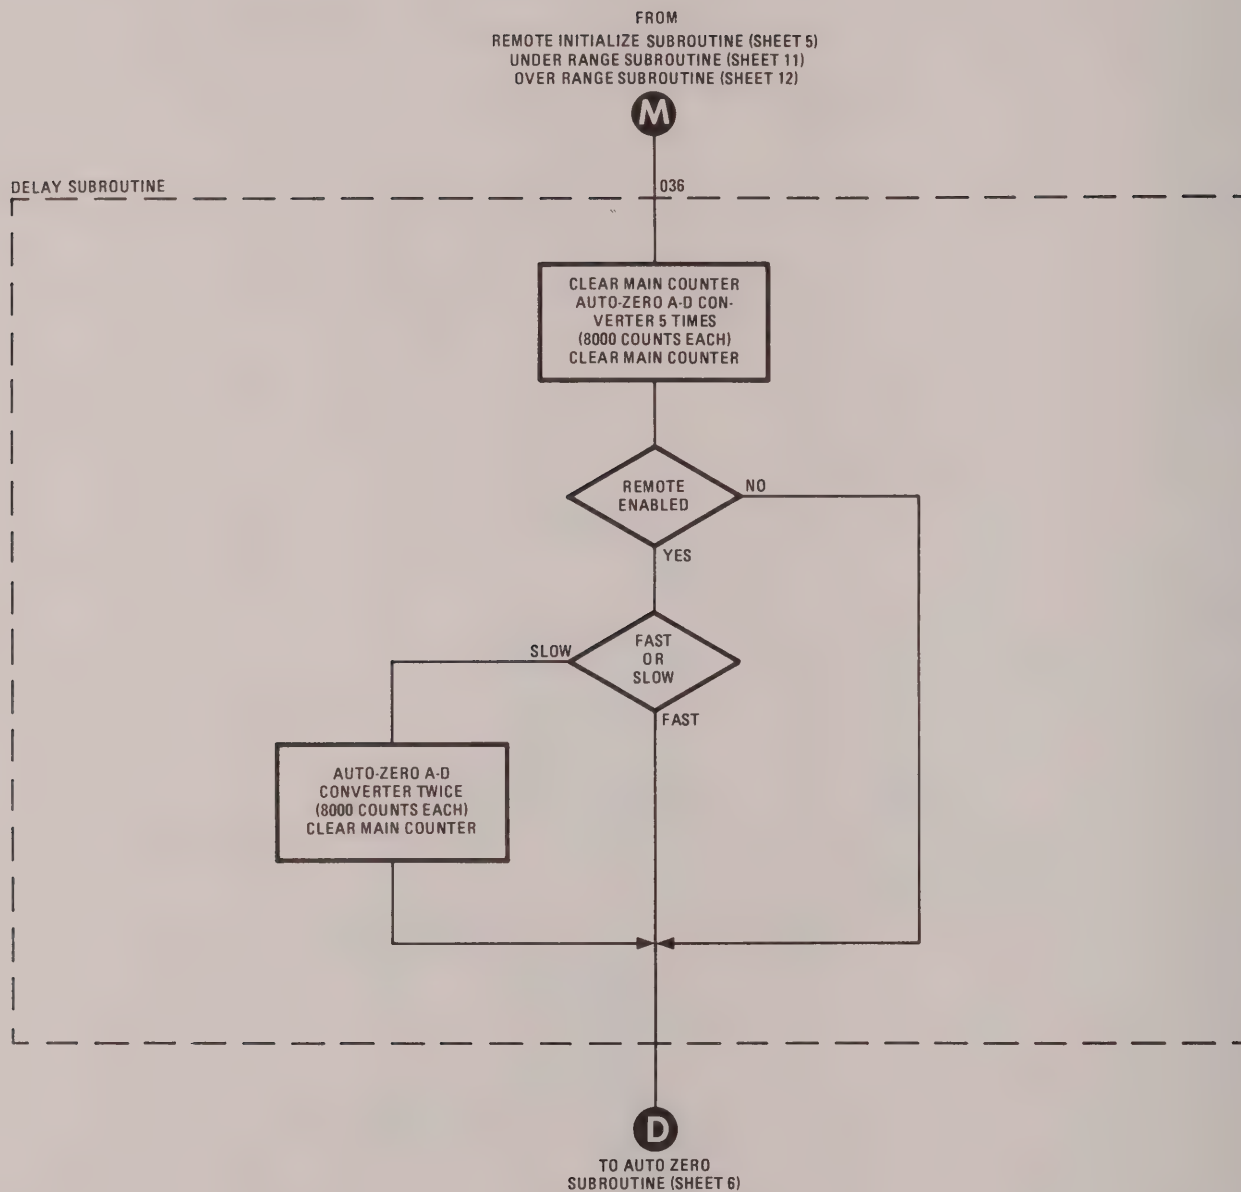 FROM
REMOTE INITIALIZE SUBROUTINE (SHEET 5)
UNDER RANGE SUBROUTINE (SHEET 11)
OVER RANGE SUBROUTINE (SHEET 12)
M
DELAY SUBROUTINE
036
CLEAR MAIN COUNTER
AUTO-ZERO A-D CON-
VERTER 5 TIMES
(8000 COUNTS EACH)
CLEAR MAIN COUNTER
REMOTE
ENABLED
NO
YES
FAST
OR
SLOW
SLOW
FAST
AUTO-ZERO A-D
CONVERTER TWICE
(8000 COUNTS EACH)
CLEAR MAIN COUNTER
D
TO AUTO ZERO
SUBROUTINE (SHEET 6)